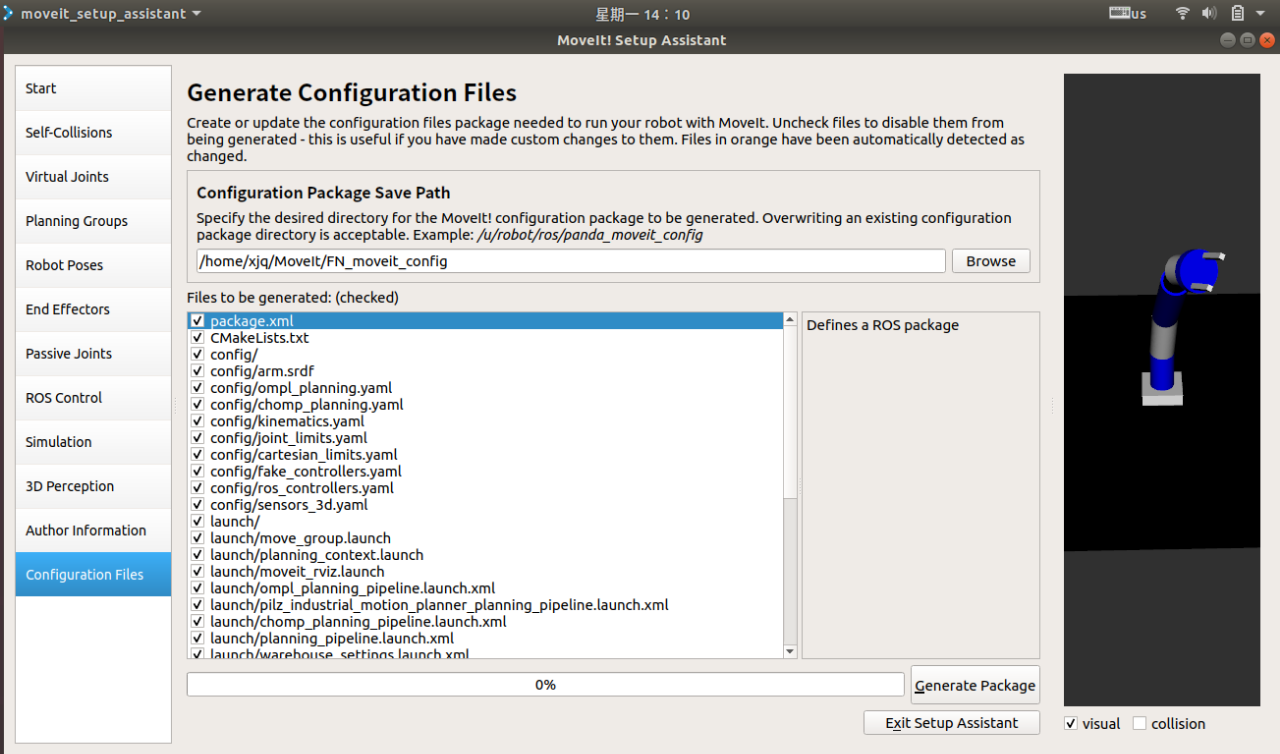 moveit_setup_assistant
星期一 14：10
us
MoveIt! Setup Assistant
Start
Self-Collisions
Virtual Joints
Planning Groups
Robot Poses
End Effectors
Passive Joints
ROS Control
Simulation
3D Perception
Author Information
Configuration Files
Generate Configuration Files
Create or update the configuration files package needed to run your robot with MoveIt. Uncheck files to disable them from
being generated - this is useful if you have made custom changes to them. Files in orange have been automatically detected as
changed.
Configuration Package Save Path
Specify the desired directory for the MoveIt! configuration package to be generated. Overwriting an existing configuration
package directory is acceptable. Example: /u/robot/ros/panda_moveit_config
/home/xjq/MoveIt/FN_moveit_config
Browse
Files to be generated: (checked)
package.xml
CMakeLists.txt
config/
config/arm.srdf
config/ompl_planning.yaml
config/chomp_planning.yaml
config/kinematics.yaml
config/joint_limits.yaml
config/cartesian_limits.yaml
config/fake_controllers.yaml
config/ros_controllers.yaml
config/sensors_3d.yaml
launch/
launch/move_group.launch
launch/planning_context.launch
launch/moveit_rviz.launch
launch/ompl_planning_pipeline.launch.xml
launch/pilz_industrial_motion_planner_planning_pipeline.launch.xml
launch/chomp_planning_pipeline.launch.xml
launch/planning_pipeline.launch.xml
launch/warehouse_settings.launch.xml
Defines a ROS package
0%
Generate Package
Exit Setup Assistant
visual
collision